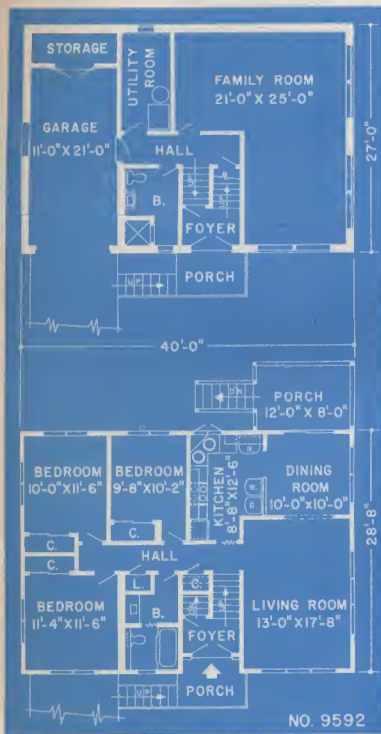 STORAGE
UTILITY
ROOM
FAMILY ROOM
21'-0" X 25'-0"
GARAGE
11'-0" X 21'-0"
HALL
B.
UP
FOYER
27'-0"
UP
PORCH
40'-0"
DN
PORCH
12'-0" X 8'-0"
BEDROOM
10'-0" X 11'-6"
BEDROOM
9'-8" X 10'-2"
KITCHEN
8'-8" X 12'-6"
R.
W.
D.
DINING
ROOM
10'-0" X 10'-0"
28'-8"
C.
C.
C.
HALL
L.
C.
BEDROOM
11'-4" X 11'-6"
B.
FOYER
LIVING ROOM
13'-0" X 17'-8"
UP
PORCH
NO. 9592